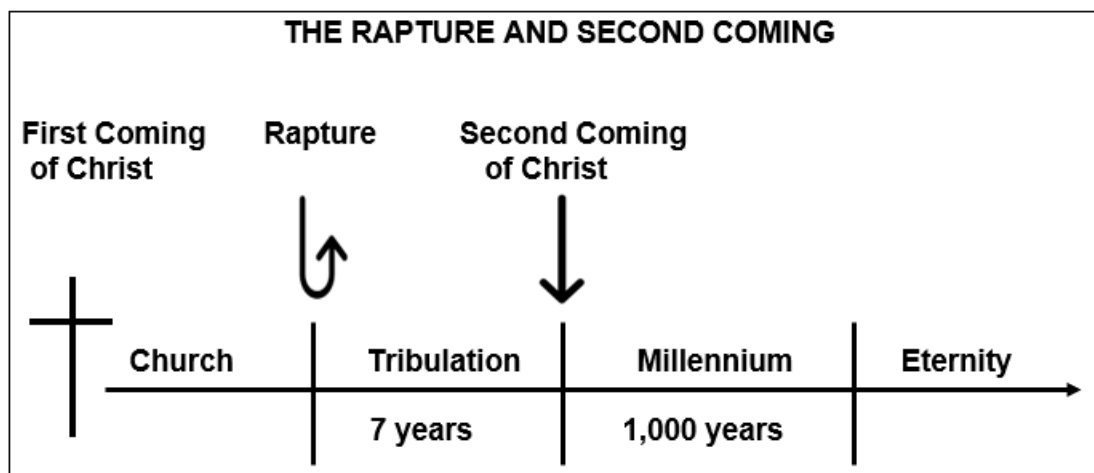 THE RAPTURE AND SECOND COMING
First Coming
of Christ
Rapture
Second Coming
of Christ
Church
Tribulation
Millennium
Eternity
7 years
1,000 years